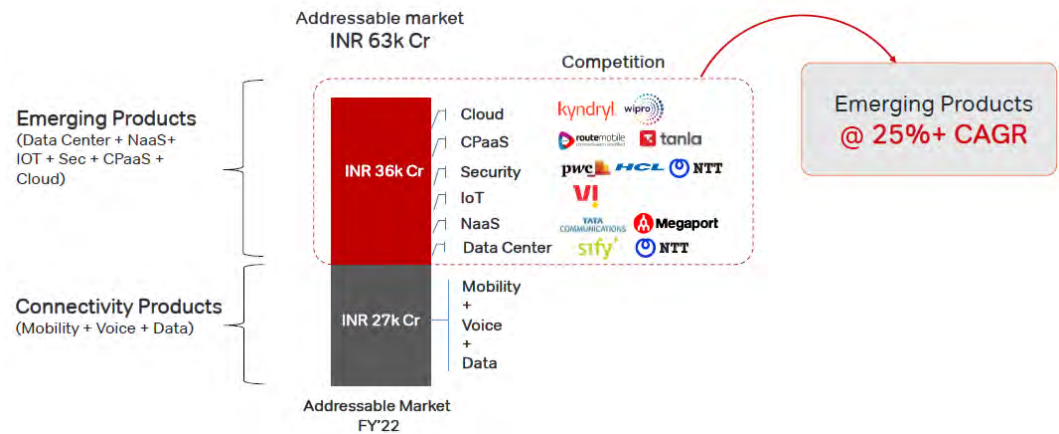 Addressable market
INR 63k Cr
Competition
Emerging Products
(Data Center + NaaS+
IOT + Sec + CPaaS +
Cloud)
INR 36k Cr
Cloud
kyndryl wipro
CPaaS
routemobile
tanla
Security
pwc HCL NTT
IoT
VI
NaaS
TATA
COMMUNICATIONS
Megaport
Data Center
sify NTT
Emerging Products
@ 25%+ CAGR
Connectivity Products
(Mobility + Voice + Data)
INR 27k Cr
Mobility
+
Voice
+
Data
Addressable Market
FY'22